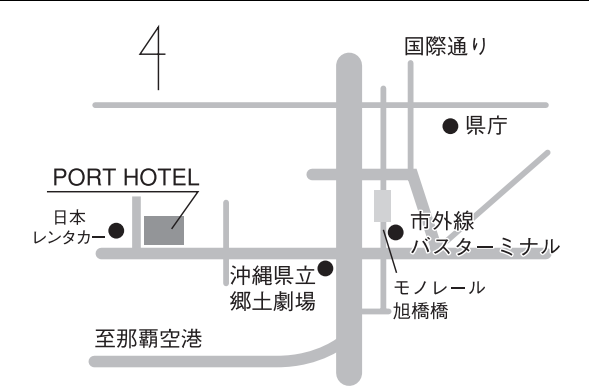 国際通り
県庁
PORT HOTEL
日本
レンタカー
市外線
バスターミナル
沖縄県立
郷土劇場
モノレール
旭橋橋
至那覇空港